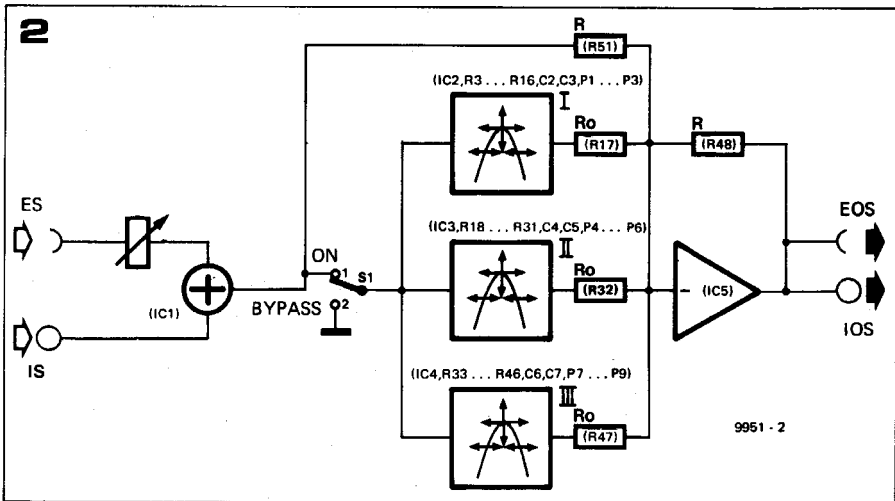 2
R
(R51)
(IC2,R3 ... R16,C2,C3,P1 ... P3)
I
Ro
(R17)
R
(R48)
ES
(IC1)
IS
ON
1
S1
BYPASS
2
(IC3,R18 ... R31,C4,C5,P4 ... P6)
II
Ro
(R32)
(IC5)
EOS
IOS
(IC4,R33 ... R46,C6,C7,P7 ... P9)
III
Ro
(R47)
9951 - 2